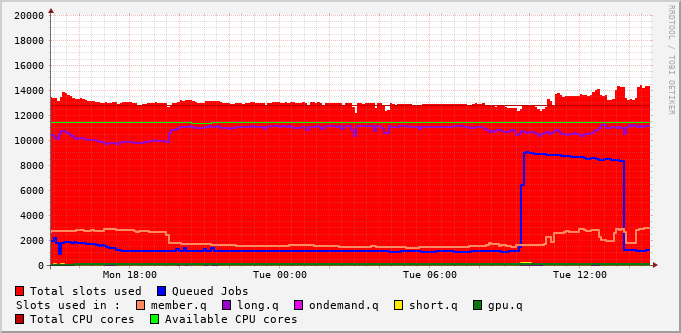 RRDTOOL / TOBI OETIKER
20000
18000
16000
14000
12000
10000
8000
6000
4000
2000
0
Mon 18:00 Tue 00:00 Tue 06:00 Tue 12:00
Total slots used Queued Jobs
Slots used in : member.q long.q ondemand.q short.q gpu.q
Total CPU cores Available CPU cores